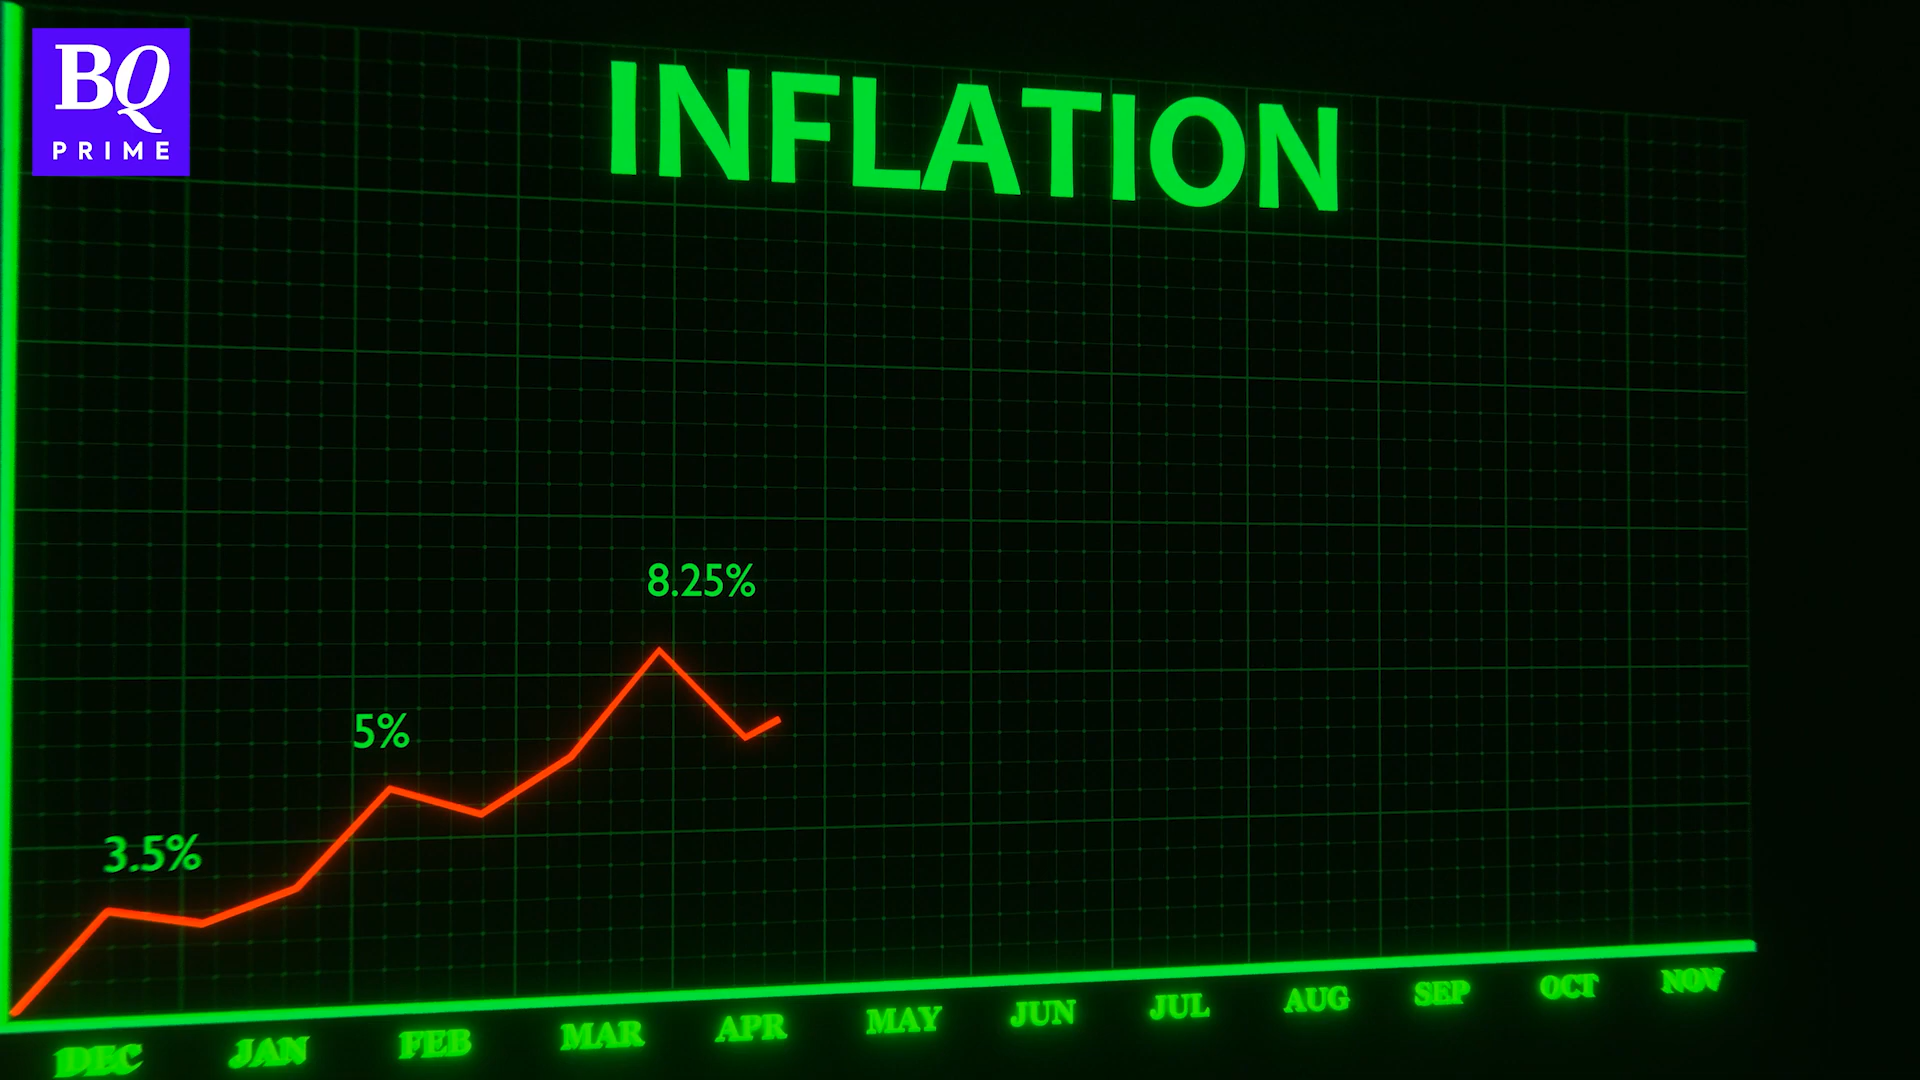 BQ
PRIME
INFLATION
8.25%
5%
3.5%
DEC JAN FEB MAR APR MAY JUN JUL AUG SEP OCT NOV